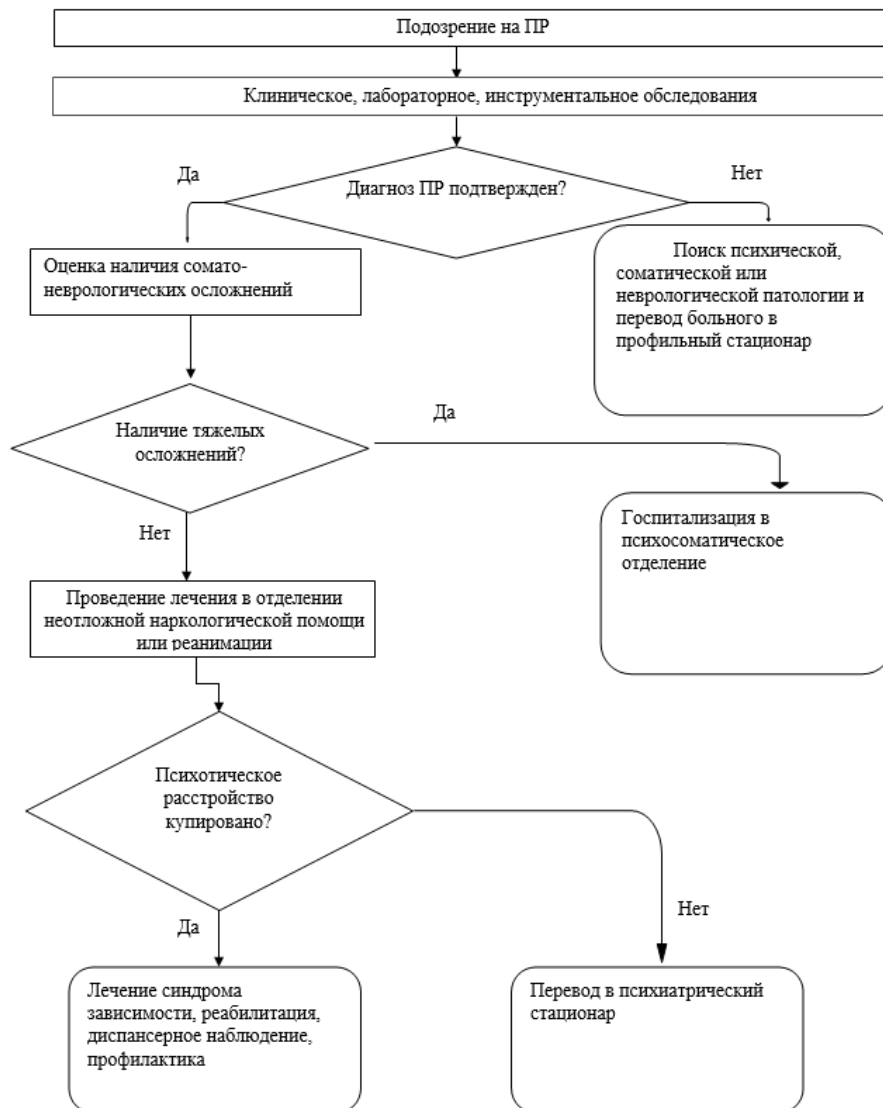 Подозрение на ПР
Клиническое, лабораторное, инструментальное обследования
Да
Нет
Диагноз ПР подтвержден?
Оценка наличия сомато-
неврологических осложнений
Поиск психической,
соматической или
неврологической патологии и
перевод больного в
профильный стационар
Наличие тяжелых
осложнений?
Да
Нет
Госпитализация в
психосоматическое
отделение
Проведение лечения в отделении
неотложной наркологической помощи
или реанимации
Психотическое
расстройство
купировано?
Да
Нет
Лечение синдрома
зависимости, реабилитация,
диспансерное наблюдение,
профилактика
Перевод в психиатрический
стационар